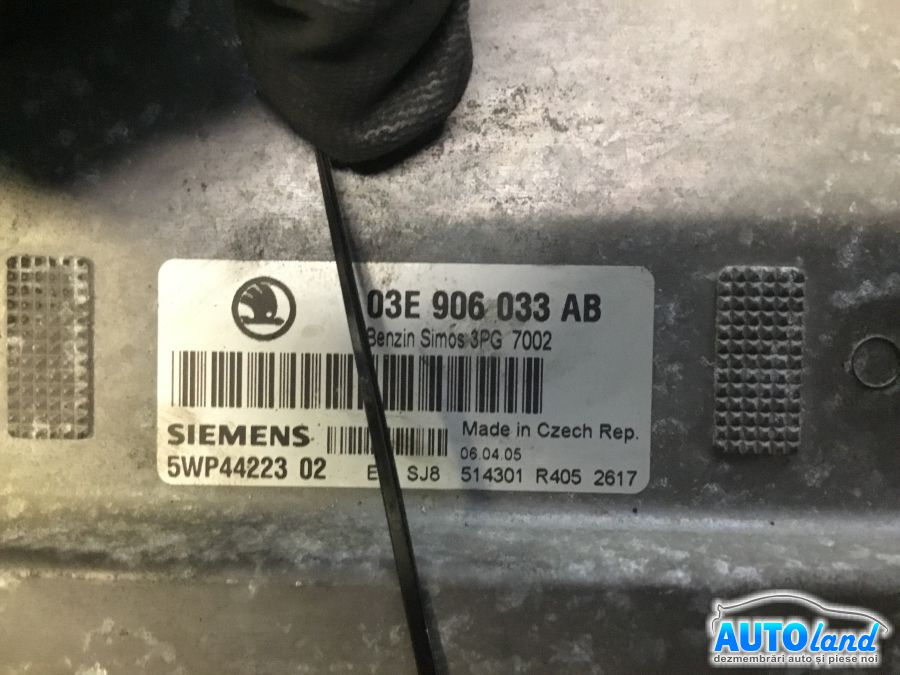 03E 906 033 AB
Benzin Simos 3PG 7002
SIEMENS
Made in Czech Rep.
06.04.05
5WP44223 02
SJ8 514301 R405 2617
AUTOland
dezmembrări auto și piese noi